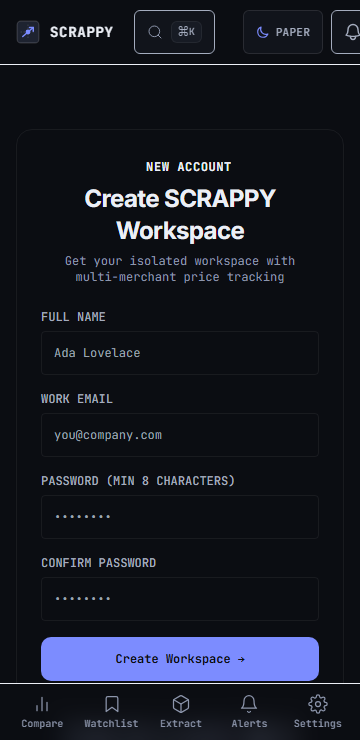 SCRAPPY
⌘K
PAPER
NEW ACCOUNT
Create SCRAPPY
Workspace
Get your isolated workspace with
multi-merchant price tracking
FULL NAME
Ada Lovelace
WORK EMAIL
you@company.com
PASSWORD (MIN 8 CHARACTERS)
••••••••
CONFIRM PASSWORD
••••••••
Create Workspace →
Compare
Watchlist
Extract
Alerts
Settings